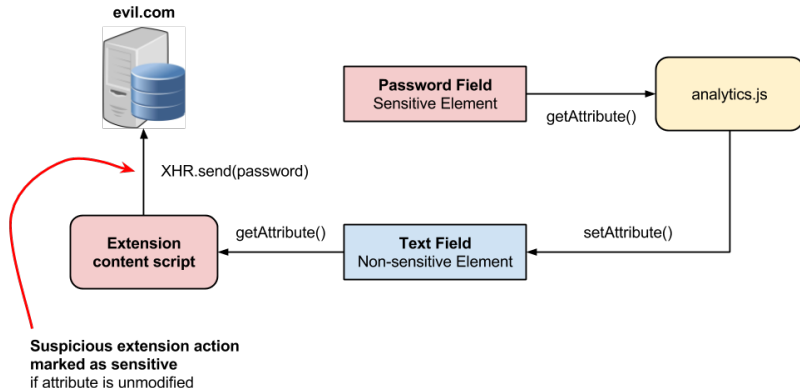 evil.com
Password Field
Sensitive Element
analytics.js
getAttribute()
XHR.send(password)
getAttribute()
setAttribute()
Extension
content script
Text Field
Non-sensitive Element
Suspicious extension action
marked as sensitive
if attribute is unmodified